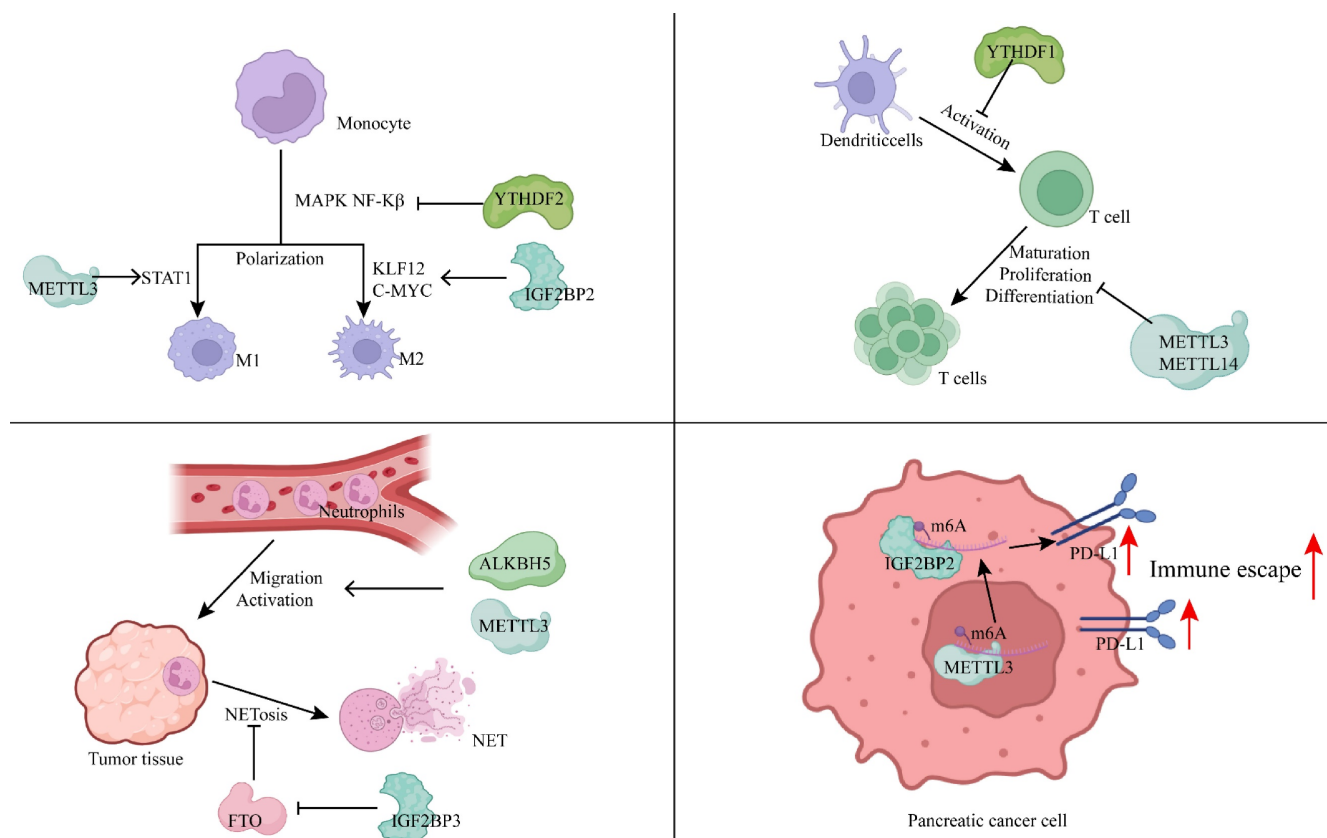 Monocyte
MAPK NF-Kβ
YTHDF2
Polarization
METTL3
STAT1
KLF12
C-MYC
IGF2BP2
M1
M2
YTHDF1
Activation
Dendriticcells
T cell
Maturation
Proliferation
Differentiation
METTL3
METTL14
T cells
Neutrophils
Migration
Activation
ALKBH5
METTL3
NETosis
NET
Tumor tissue
FTO
IGF2BP3
m6A
IGF2BP2
PD-L1
Immune escape
m6A
METTL3
PD-L1
Pancreatic cancer cell